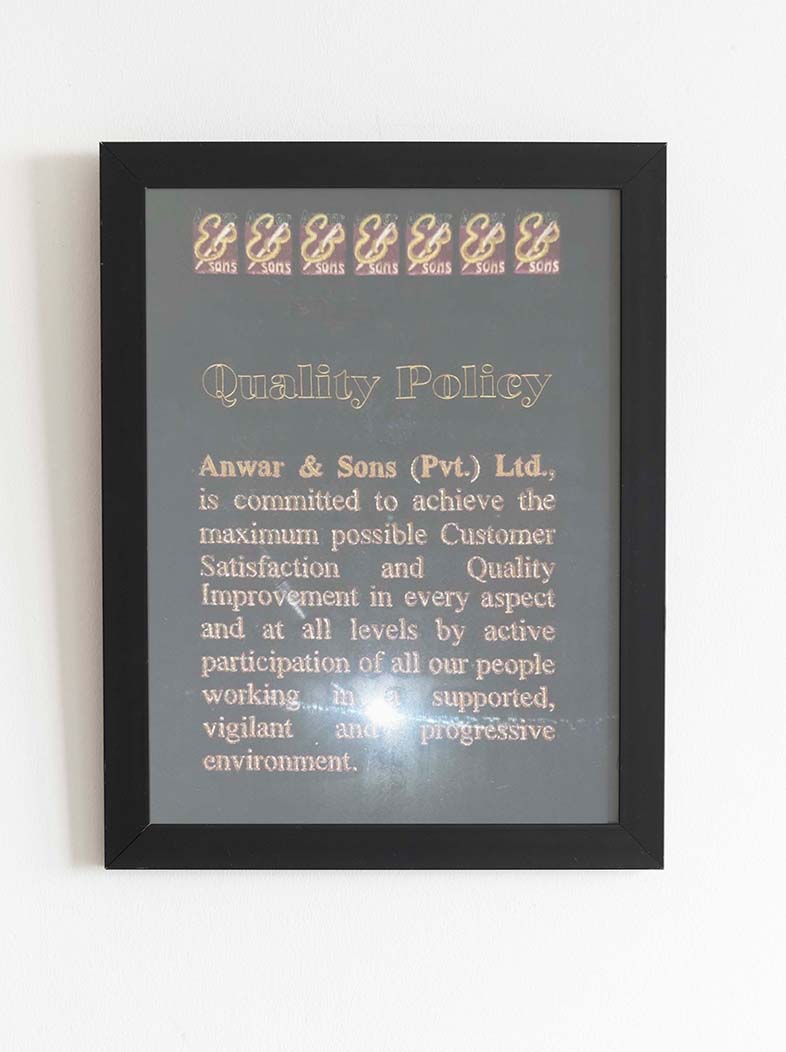 & sons & sons & sons & sons & sons & sons & sons
Quality Policy
Anwar & Sons (Pvt.) Ltd.,
is committed to achieve the
maximum possible Customer
Satisfaction and Quality
Improvement in every aspect
and at all levels by active
participation of all our people
working in a supported,
vigilant and progressive
environment.